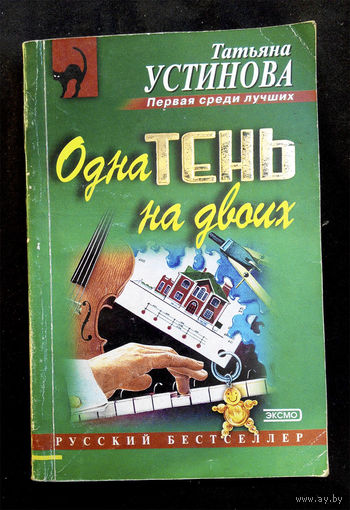 Татьяна
УСТИНОВА
Первая среди лучших
Одна ТЕНЬ
на двоих
ЭКСМО
РУССКИЙ БЕСТСЕЛЛЕР
www.ay.by